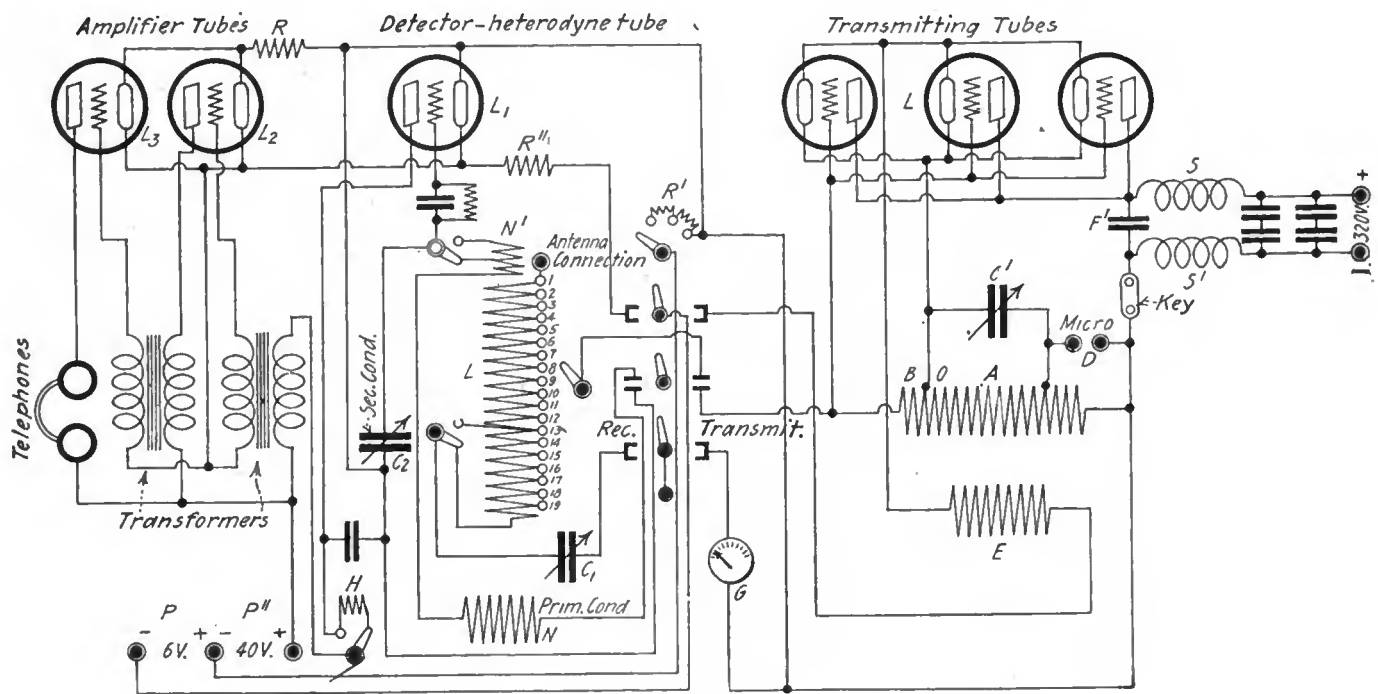 Amplifier Tubes
R
Detector-heterodyne tube
Transmitting Tubes
L3
L2
L1
L
R"1
R'
S
+
320V.
J.
F'
S'
N'
Antenna
Connection
1
2
3
4
5
6
7
8
9
10
11
12
13
14
15
16
17
18
19
L
C'
Key
Micro
D
B O A
Telephones
Sec. Cond.
C2
Rec.
Transmit.
Transformers
C1
E
G
H
Prim. Cond
N
P P"
- 6V. + - 40V. +